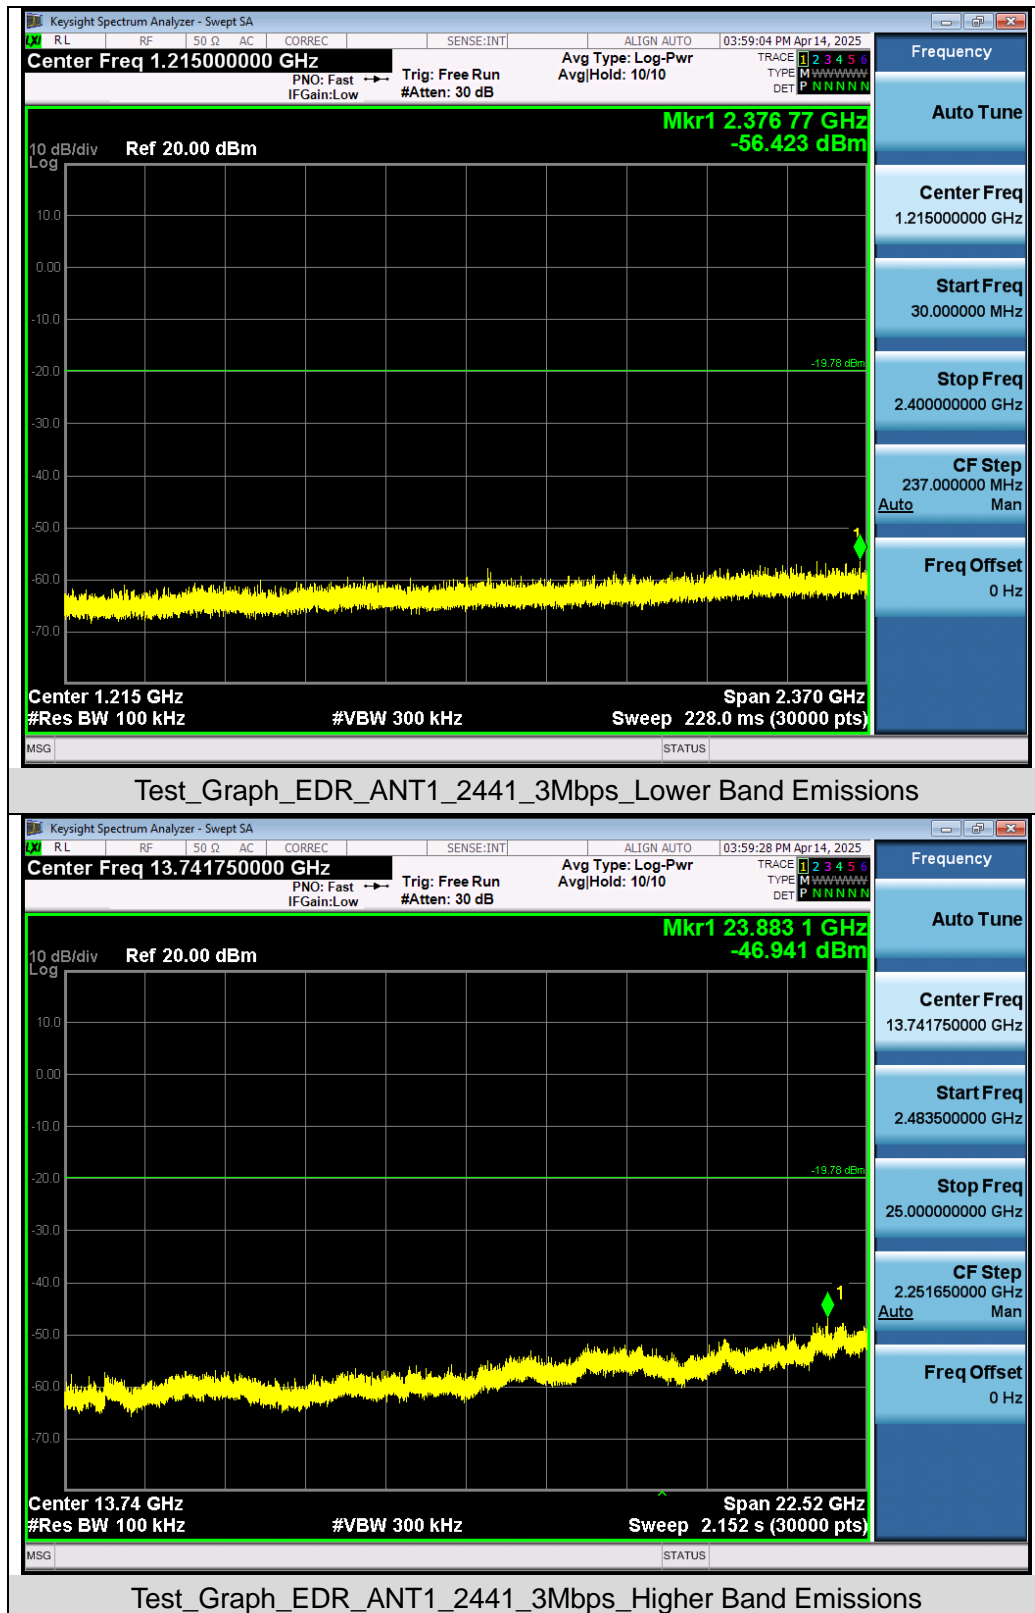 Keysight Spectrum Analyzer - Swept SA
LXI RL RF 50 Ω AC CORREC SENSE:INT ALIGN AUTO 03:59:04 PM Apr 14, 2025
Center Freq 1.215000000 GHz
PNO: Fast
IFGain:Low
Trig: Free Run
#Atten: 30 dB
Avg Type: Log-Pwr
Avg|Hold: 10/10
TRACE 1 2 3 4 5 6
TYPE M WWWWW
DET P N N N N N
Mkr1 2.376 77 GHz
-56.423 dBm
10 dB/div Ref 20.00 dBm
Log
10.0
0.00
-10.0
-19.78 dBm
-20.0
-30.0
-40.0
-50.0
1
-60.0
-70.0
Center 1.215 GHz Span 2.370 GHz
#Res BW 100 kHz #VBW 300 kHz Sweep 228.0 ms (30000 pts)
MSG STATUS
Frequency
Auto Tune
Center Freq
1.215000000 GHz
Start Freq
30.000000 MHz
Stop Freq
2.400000000 GHz
CF Step
237.000000 MHz
Auto Man
Freq Offset
0 Hz
Test_Graph_EDR_ANT1_2441_3Mbps_Lower Band Emissions
Keysight Spectrum Analyzer - Swept SA
LXI RL RF 50 Ω AC CORREC SENSE:INT ALIGN AUTO 03:59:28 PM Apr 14, 2025
Center Freq 13.741750000 GHz
PNO: Fast
IFGain:Low
Trig: Free Run
#Atten: 30 dB
Avg Type: Log-Pwr
Avg|Hold: 10/10
TRACE 1 2 3 4 5 6
TYPE M WWWWW
DET P N N N N N
Mkr1 23.883 1 GHz
-46.941 dBm
10 dB/div Ref 20.00 dBm
Log
10.0
0.00
-10.0
-19.78 dBm
-20.0
-30.0
-40.0
1
-50.0
-60.0
-70.0
Center 13.74 GHz Span 22.52 GHz
#Res BW 100 kHz #VBW 300 kHz Sweep 2.152 s (30000 pts)
MSG STATUS
Frequency
Auto Tune
Center Freq
13.741750000 GHz
Start Freq
2.483500000 GHz
Stop Freq
25.000000000 GHz
CF Step
2.251650000 GHz
Auto Man
Freq Offset
0 Hz
Test_Graph_EDR_ANT1_2441_3Mbps_Higher Band Emissions